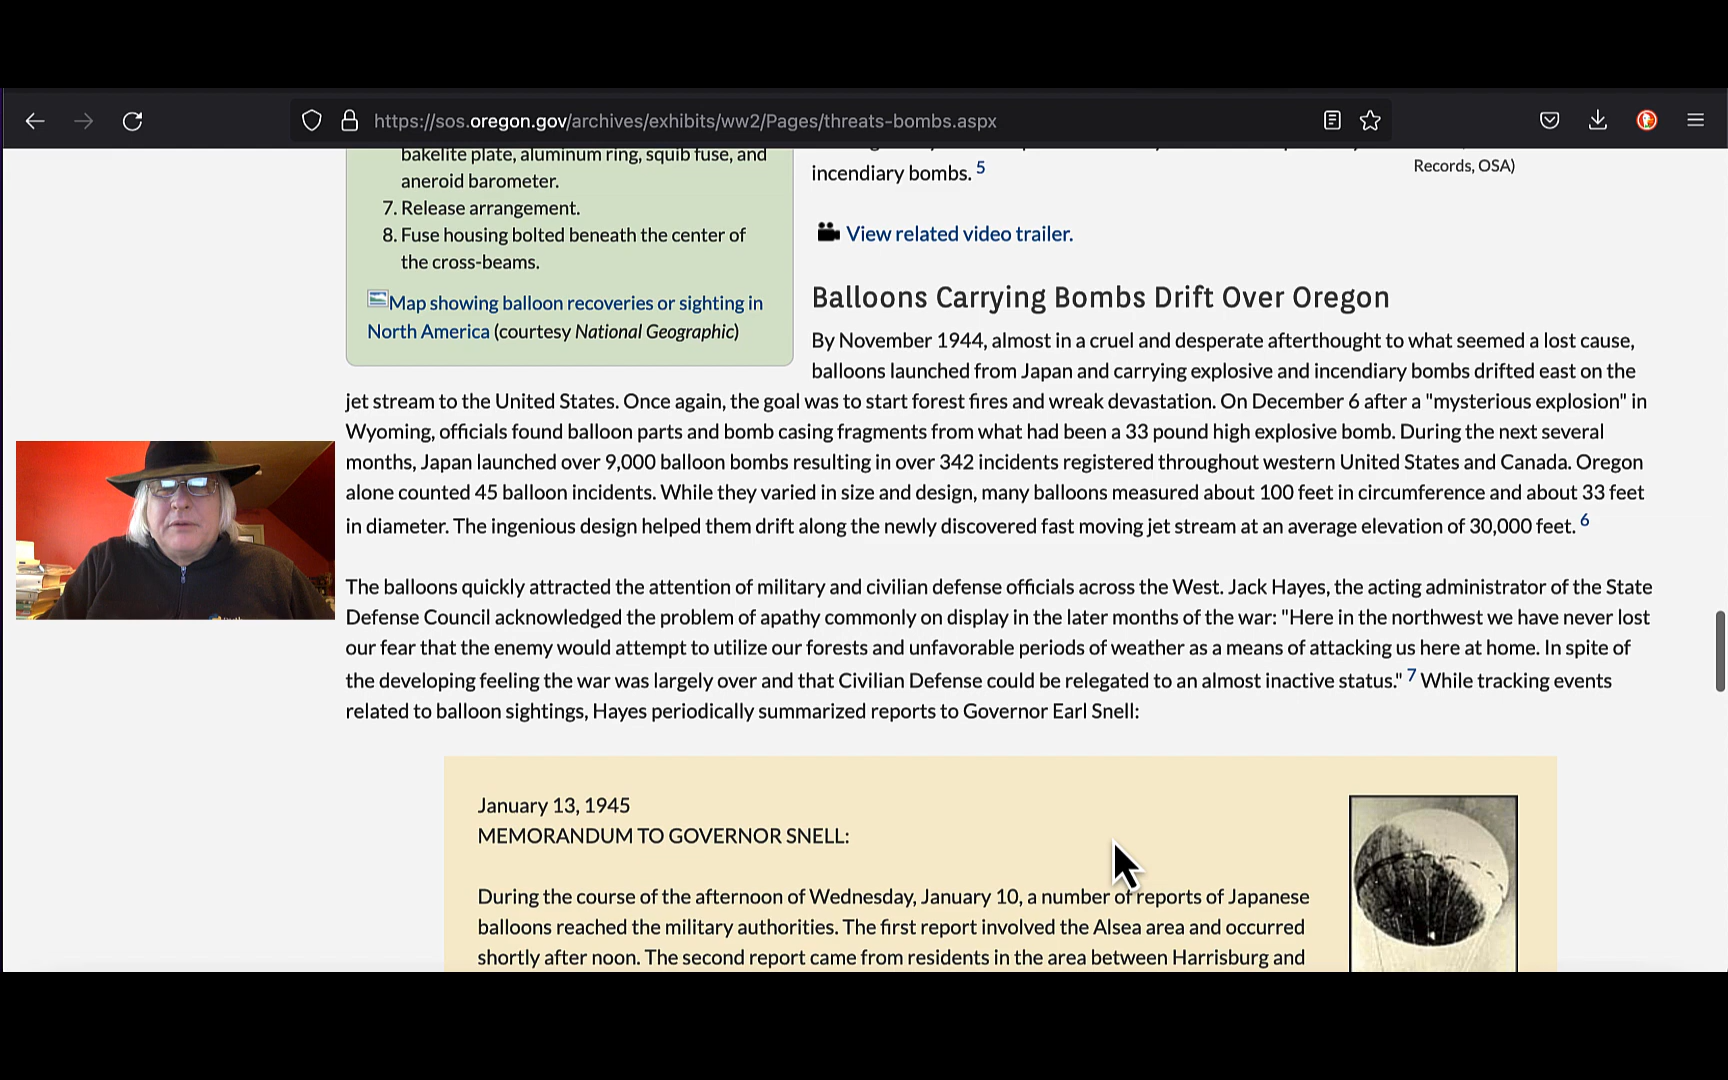 https://sos.oregon.gov/archives/exhibits/ww2/Pages/threats-bombs.aspx
bakelite plate, aluminum ring, squib fuse, and
aneroid barometer.
7. Release arrangement.
8. Fuse housing bolted beneath the center of
the cross-beams.
Map showing balloon recoveries or sighting in
North America (courtesy National Geographic)
incendiary bombs. 5
Records, OSA)
View related video trailer.
Balloons Carrying Bombs Drift Over Oregon
By November 1944, almost in a cruel and desperate afterthought to what seemed a lost cause,
balloons launched from Japan and carrying explosive and incendiary bombs drifted east on the
jet stream to the United States. Once again, the goal was to start forest fires and wreak devastation. On December 6 after a "mysterious explosion" in
Wyoming, officials found balloon parts and bomb casing fragments from what had been a 33 pound high explosive bomb. During the next several
months, Japan launched over 9,000 balloon bombs resulting in over 342 incidents registered throughout western United States and Canada. Oregon
alone counted 45 balloon incidents. While they varied in size and design, many balloons measured about 100 feet in circumference and about 33 feet
in diameter. The ingenious design helped them drift along the newly discovered fast moving jet stream at an average elevation of 30,000 feet. 6
The balloons quickly attracted the attention of military and civilian defense officials across the West. Jack Hayes, the acting administrator of the State
Defense Council acknowledged the problem of apathy commonly on display in the later months of the war: "Here in the northwest we have never lost
our fear that the enemy would attempt to utilize our forests and unfavorable periods of weather as a means of attacking us here at home. In spite of
the developing feeling the war was largely over and that Civilian Defense could be relegated to an almost inactive status." 7 While tracking events
related to balloon sightings, Hayes periodically summarized reports to Governor Earl Snell:
January 13, 1945
MEMORANDUM TO GOVERNOR SNELL:
During the course of the afternoon of Wednesday, January 10, a number of reports of Japanese
balloons reached the military authorities. The first report involved the Alsea area and occurred
shortly after noon. The second report came from residents in the area between Harrisburg and